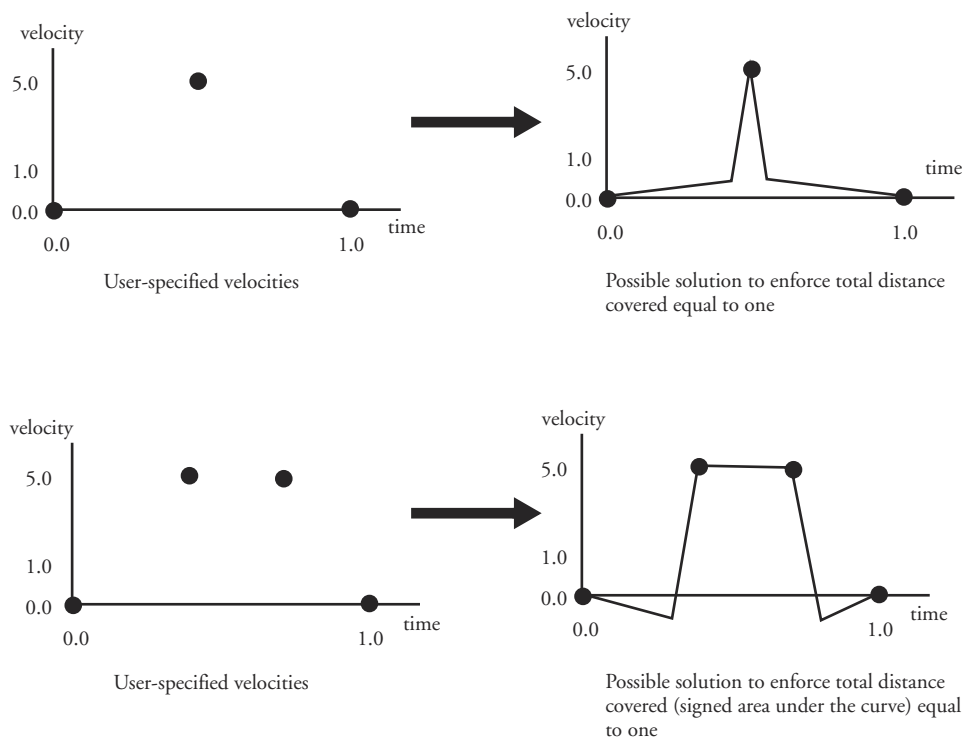 velocity
5.0
1.0
0.0
0.0
1.0
time
User-specified velocities
velocity
5.0
1.0
0.0
time
0.0
1.0
Possible solution to enforce total distance
covered equal to one
velocity
5.0
1.0
0.0
0.0
1.0
time
User-specified velocities
velocity
5.0
1.0
0.0
0.0
1.0
time
Possible solution to enforce total distance
covered (signed area under the curve) equal
to one